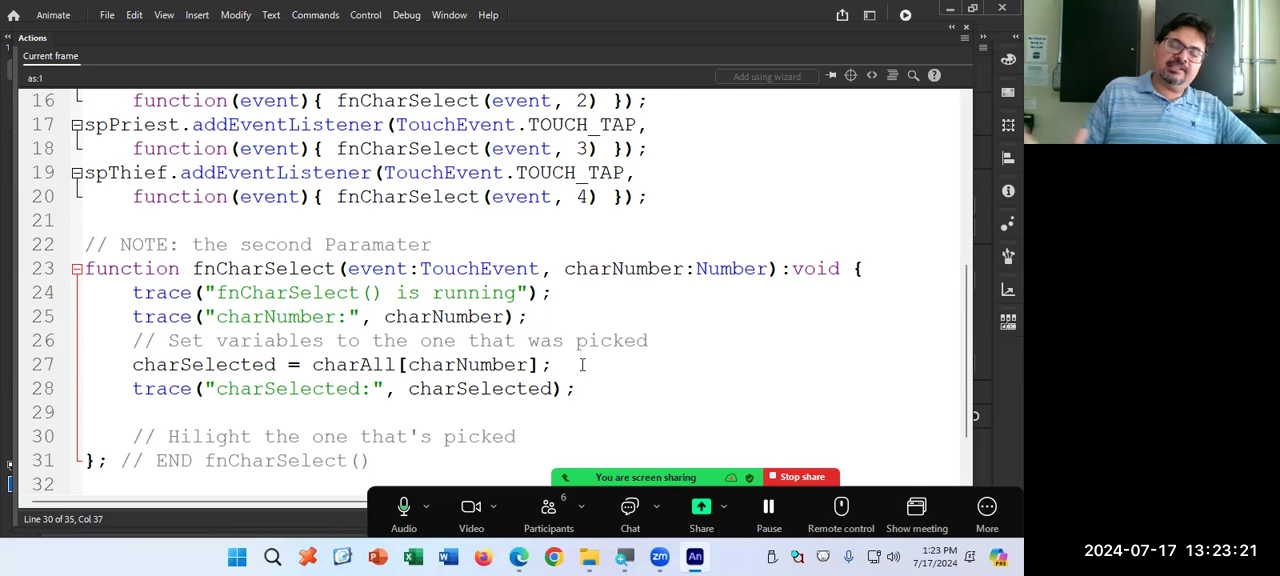 Animate File Edit View Insert Modify Text Commands Control Debug Window Help
Actions
Current frame
as:1
Add using wizard
16 function(event){ fnCharSelect(event, 2) });
17 spPriest.addEventListener(TouchEvent.TOUCH_TAP,
18 function(event){ fnCharSelect(event, 3) });
19 spThief.addEventListener(TouchEvent.TOUCH_TAP,
20 function(event){ fnCharSelect(event, 4) });
21
22 // NOTE: the second Paramater
23 function fnCharSelect(event:TouchEvent, charNumber:Number):void {
24 trace("fnCharSelect() is running");
25 trace("charNumber:", charNumber);
26 // Set variables to the one that was picked
27 charSelected = charAll[charNumber];
28 trace("charSelected:", charSelected);
29
30 // Hilight the one that's picked
31 }; // END fnCharSelect()
32
You are screen sharing Stop share
6
Audio Video Participants Chat Share Pause Remote control Show meeting More
Line 30 of 35, Col 37
zm An
1:23 PM
7/17/2024
2024-07-17 13:23:21